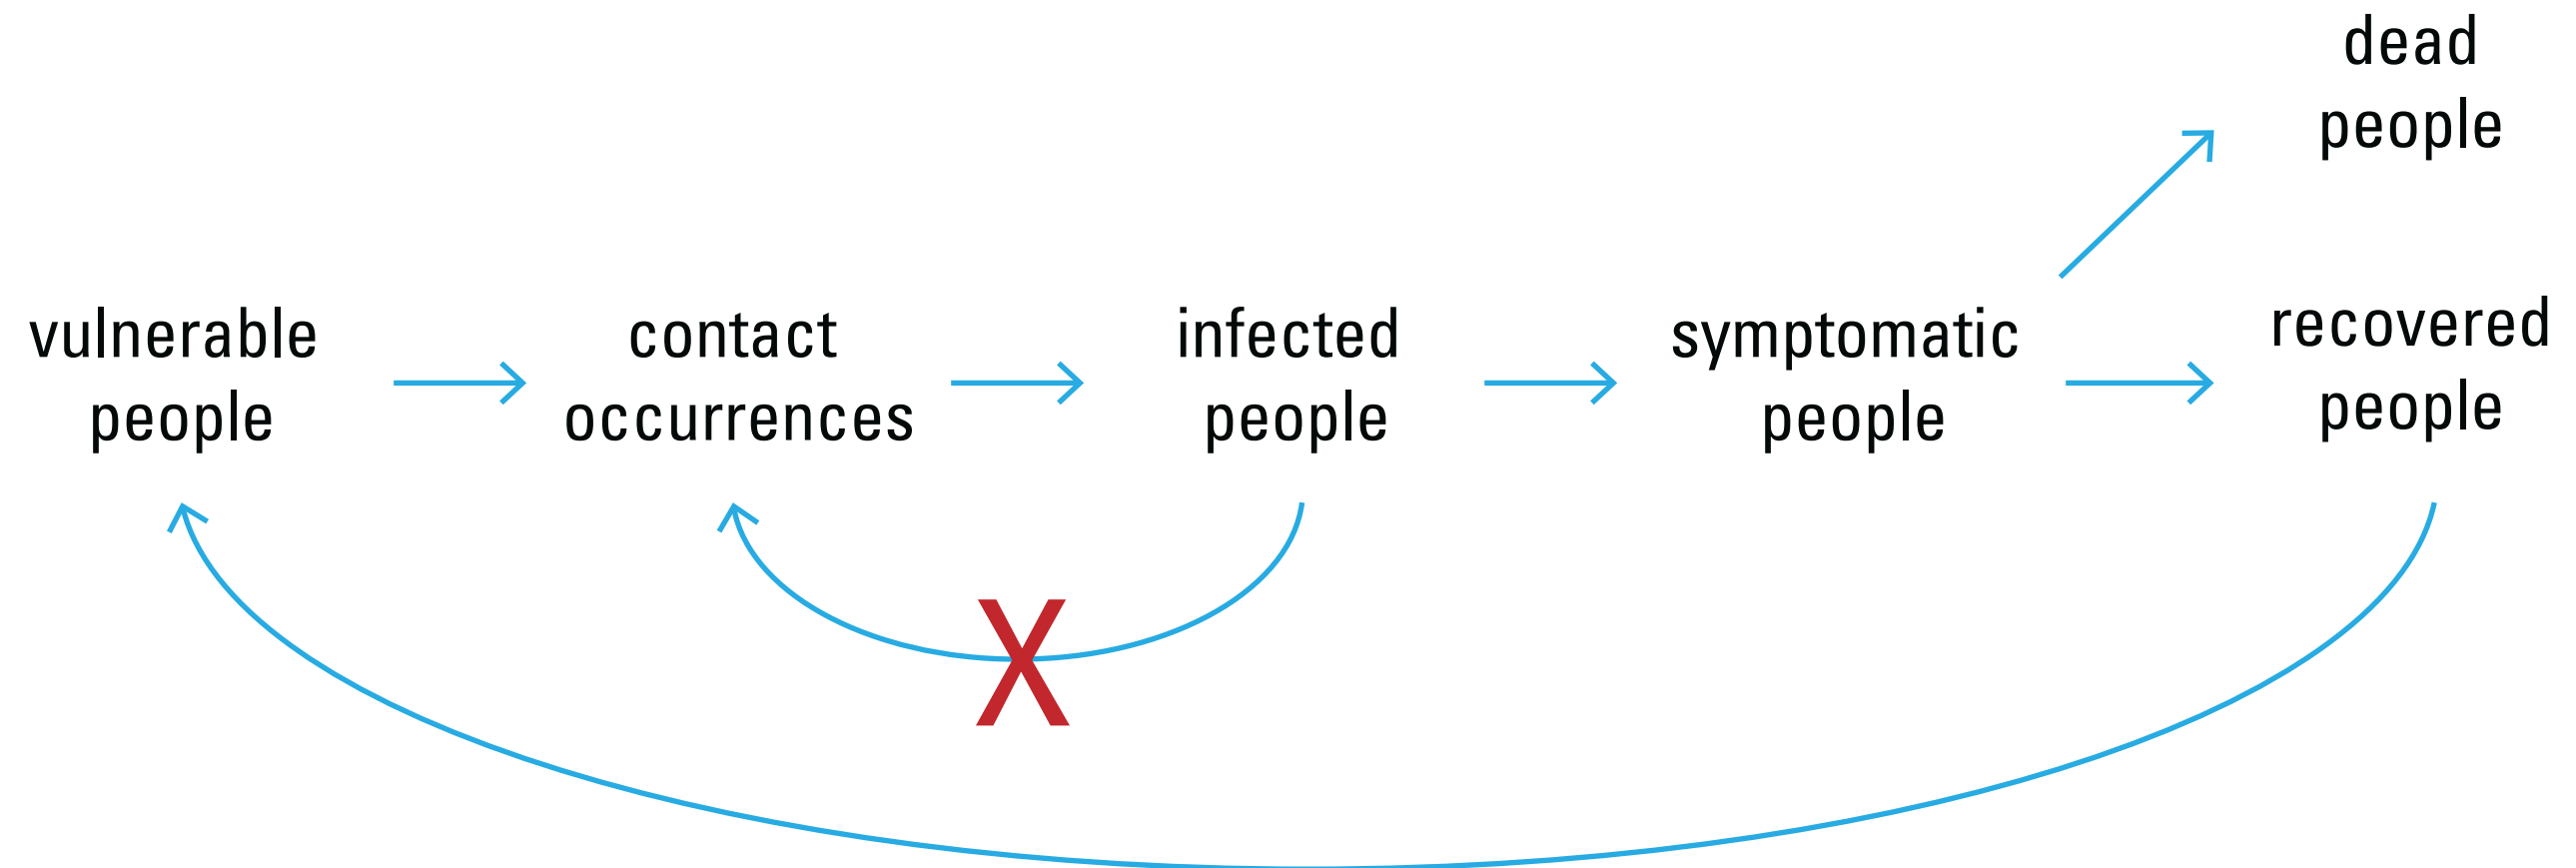 dead
people
vulnerable
people
contact
occurrences
infected
people
symptomatic
people
recovered
people
X